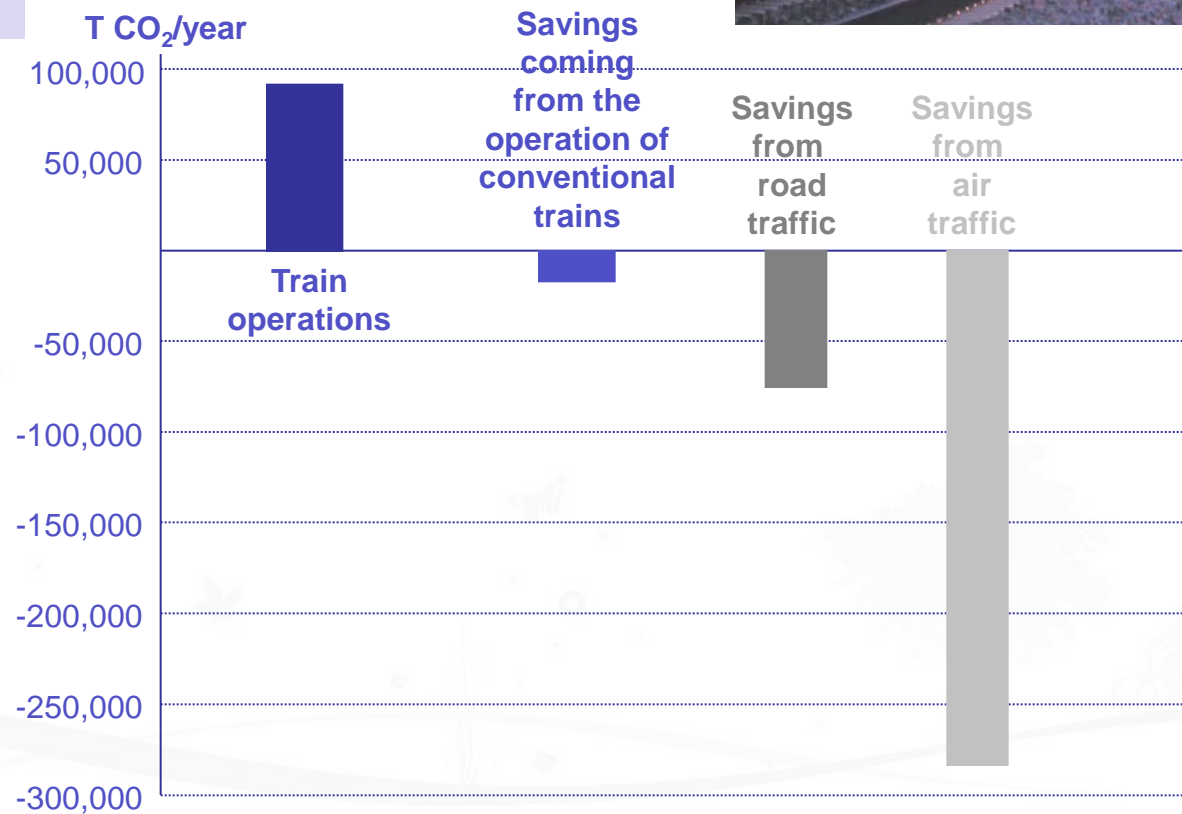 T CO₂/year
100,000
50,000
-50,000
-100,000
-150,000
-200,000
-250,000
-300,000
Train
operations
Savings
coming
from the
operation of
conventional
trains
Savings
from
road
traffic
Savings
from
air
traffic